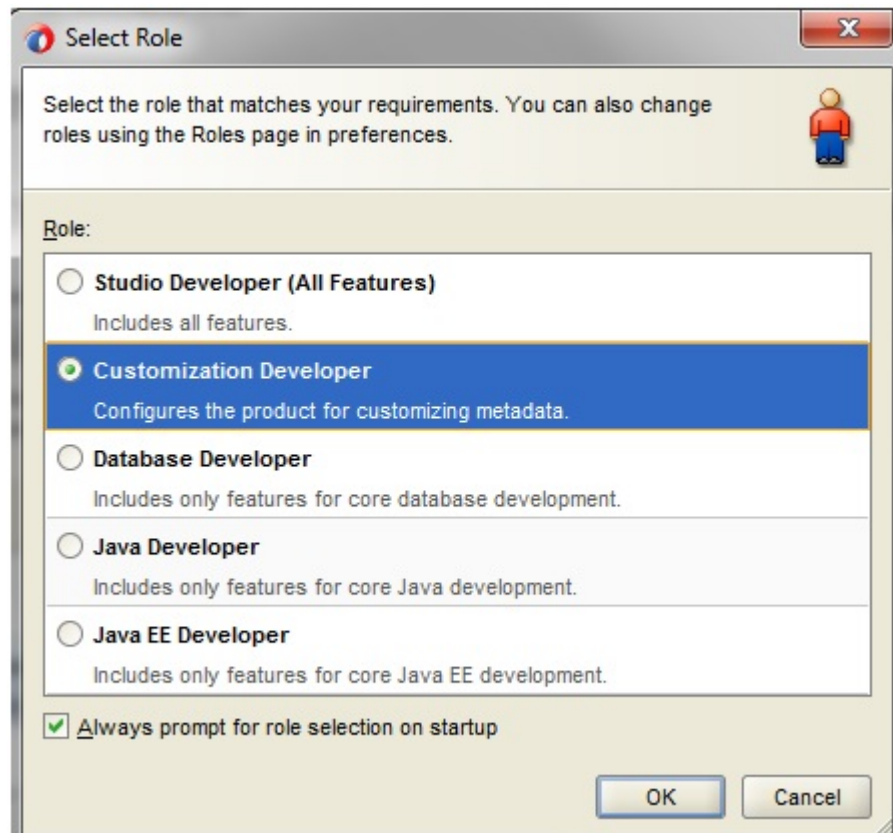 Select Role
Select the role that matches your requirements. You can also change
roles using the Roles page in preferences.
Role:
Studio Developer (All Features)
Includes all features.
Customization Developer
Configures the product for customizing metadata.
Database Developer
Includes only features for core database development.
Java Developer
Includes only features for core Java development.
Java EE Developer
Includes only features for core Java EE development.
Always prompt for role selection on startup
OK Cancel